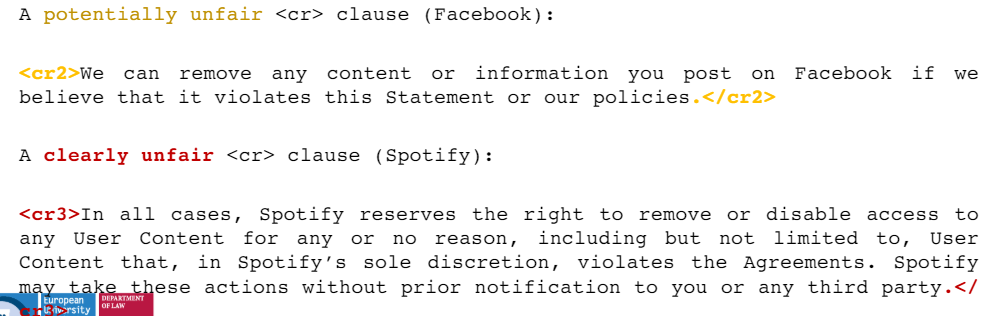 A potentially unfair <cr> clause (Facebook):
<cr2>We can remove any content or information you post on Facebook if we
believe that it violates this Statement or our policies.</cr2>
A clearly unfair <cr> clause (Spotify):
<cr3>In all cases, Spotify reserves the right to remove or disable access to
any User Content for any or no reason, including but not limited to, User
Content that, in Spotify's sole discretion, violates the Agreements. Spotify
may take these actions without prior notification to you or any third party.</
cr3>
European
University
DEPARTMENT
OF LAW